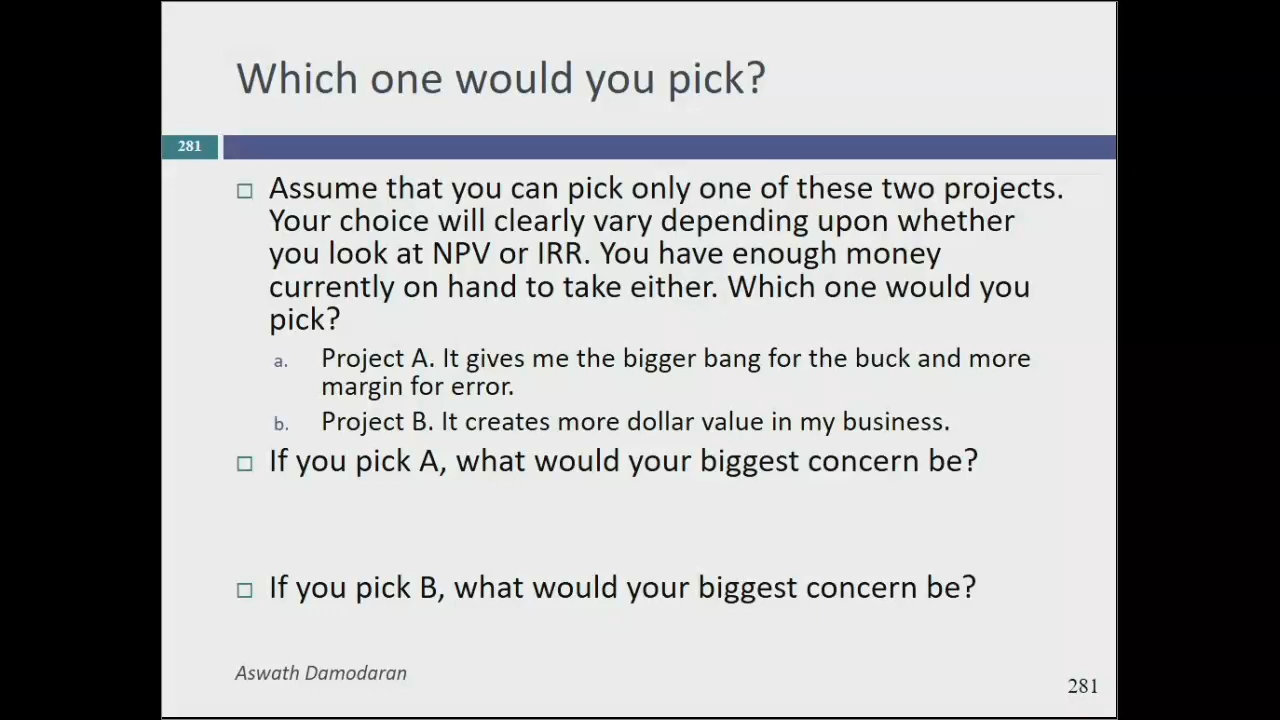 Which one would you pick?
281
Assume that you can pick only one of these two projects.
Your choice will clearly vary depending upon whether
you look at NPV or IRR. You have enough money
currently on hand to take either. Which one would you
pick?
a. Project A. It gives me the bigger bang for the buck and more
margin for error.
b. Project B. It creates more dollar value in my business.
If you pick A, what would your biggest concern be?
If you pick B, what would your biggest concern be?
Aswath Damodaran
281